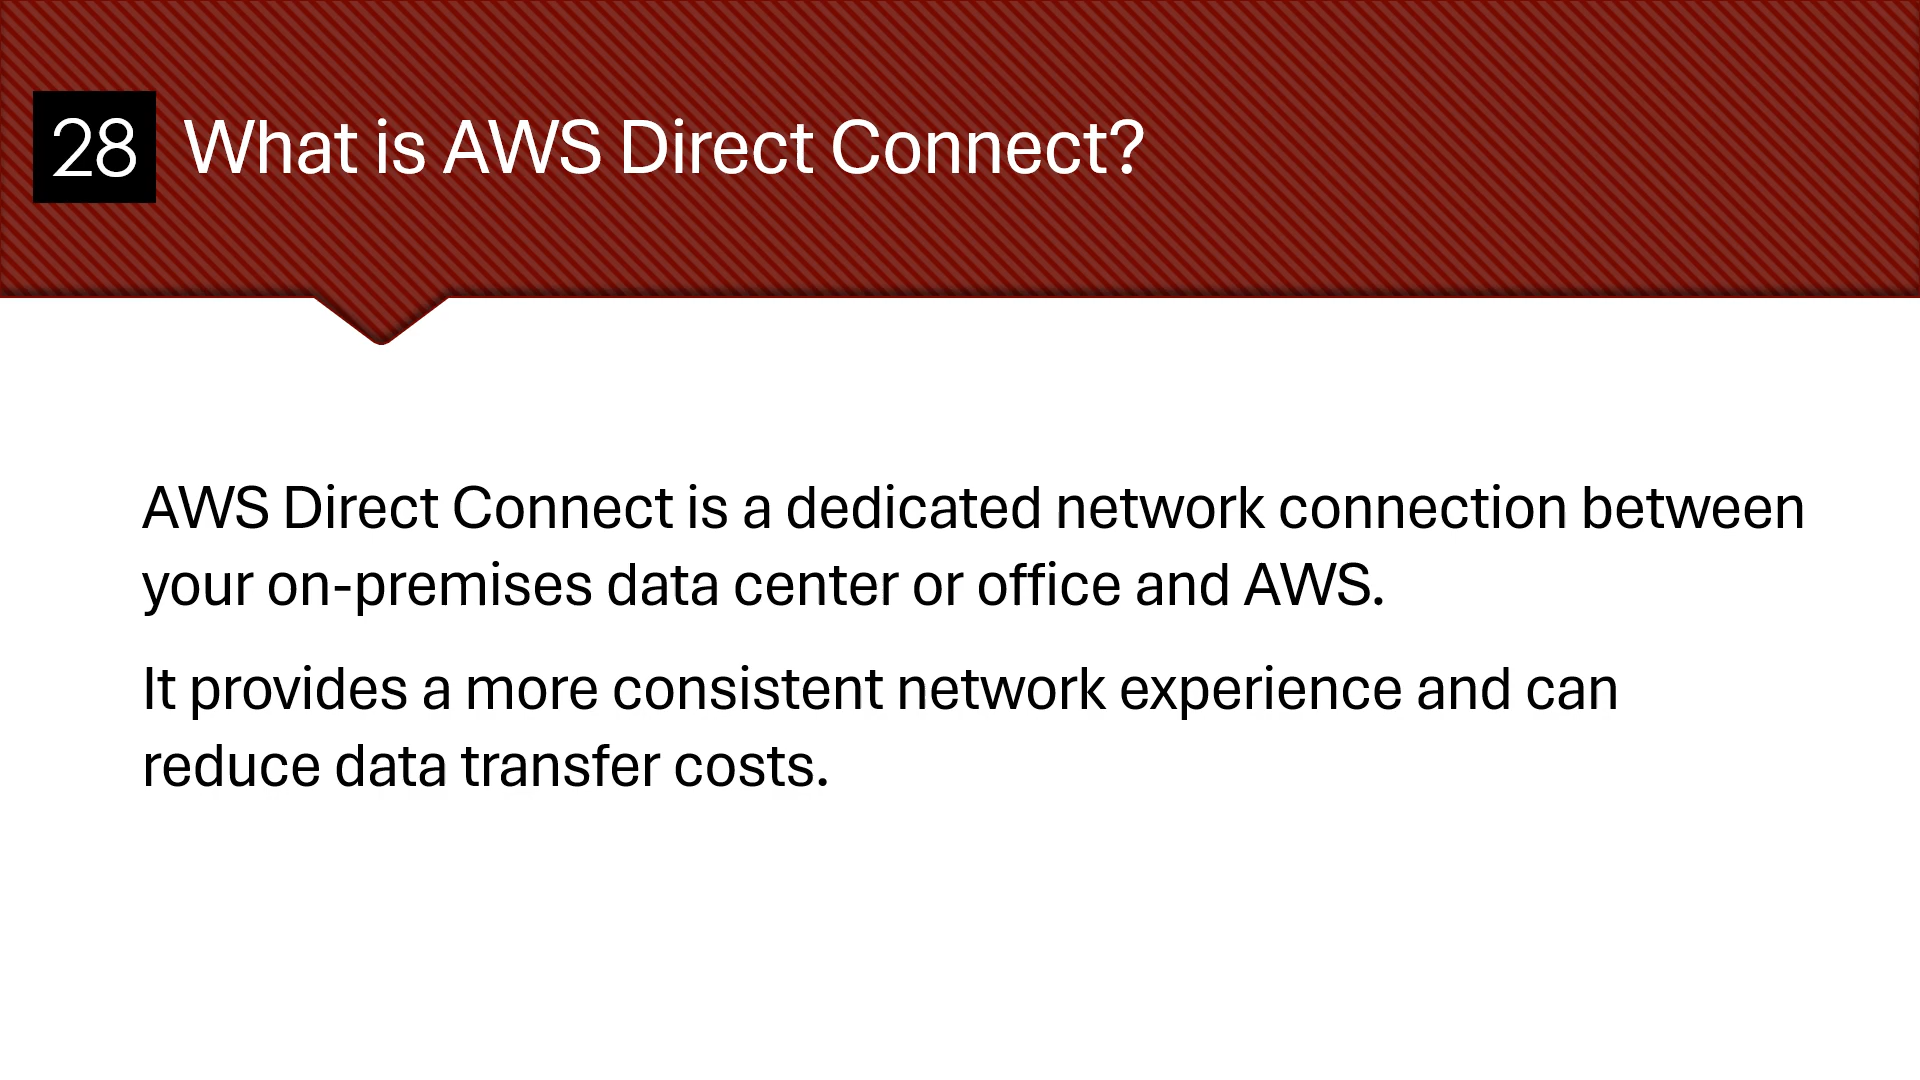 28 What is AWS Direct Connect?
AWS Direct Connect is a dedicated network connection between
your on-premises data center or office and AWS.
It provides a more consistent network experience and can
reduce data transfer costs.